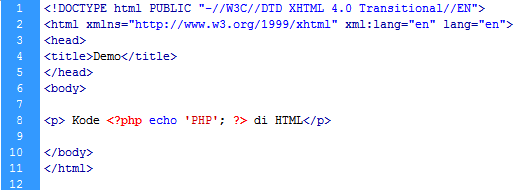 1 <!DOCTYPE html PUBLIC "-//W3C//DTD XHTML 4.0 Transitional//EN">
2 <html xmlns="http://www.w3.org/1999/xhtml" xml:lang="en" lang="en">
3 <head>
4 <title>Demo</title>
5 </head>
6 <body>
7
8 <p> Kode <?php echo 'PHP'; ?> di HTML</p>
9
10 </body>
11 </html>
12